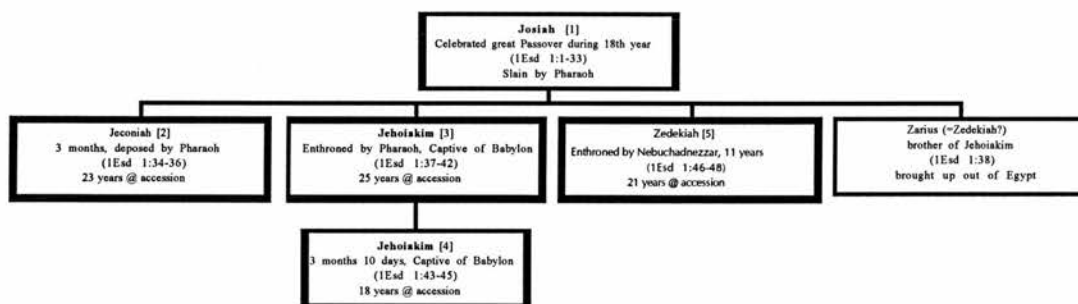 Josiah [1]
Celebrated great Passover during 18th year
(1Esd 1:1-33)
Slain by Pharaoh
Jeconiah [2]
3 months, deposed by Pharaoh
(1Esd 1:34-36)
23 years @ accession
Jehoiakim [3]
Enthroned by Pharaoh, Captive of Babylon
(1Esd 1:37-42)
25 years @ accession
Zedekiah [5]
Enthroned by Nebuchadnezzar, 11 years
(1Esd 1:46-48)
21 years @ accession
Zarius (=Zedekiah?)
brother of Jehoiakim
(1Esd 1:38)
brought up out of Egypt
Jehoiakim [4]
3 months 10 days, Captive of Babylon
(1Esd 1:43-45)
18 years @ accession